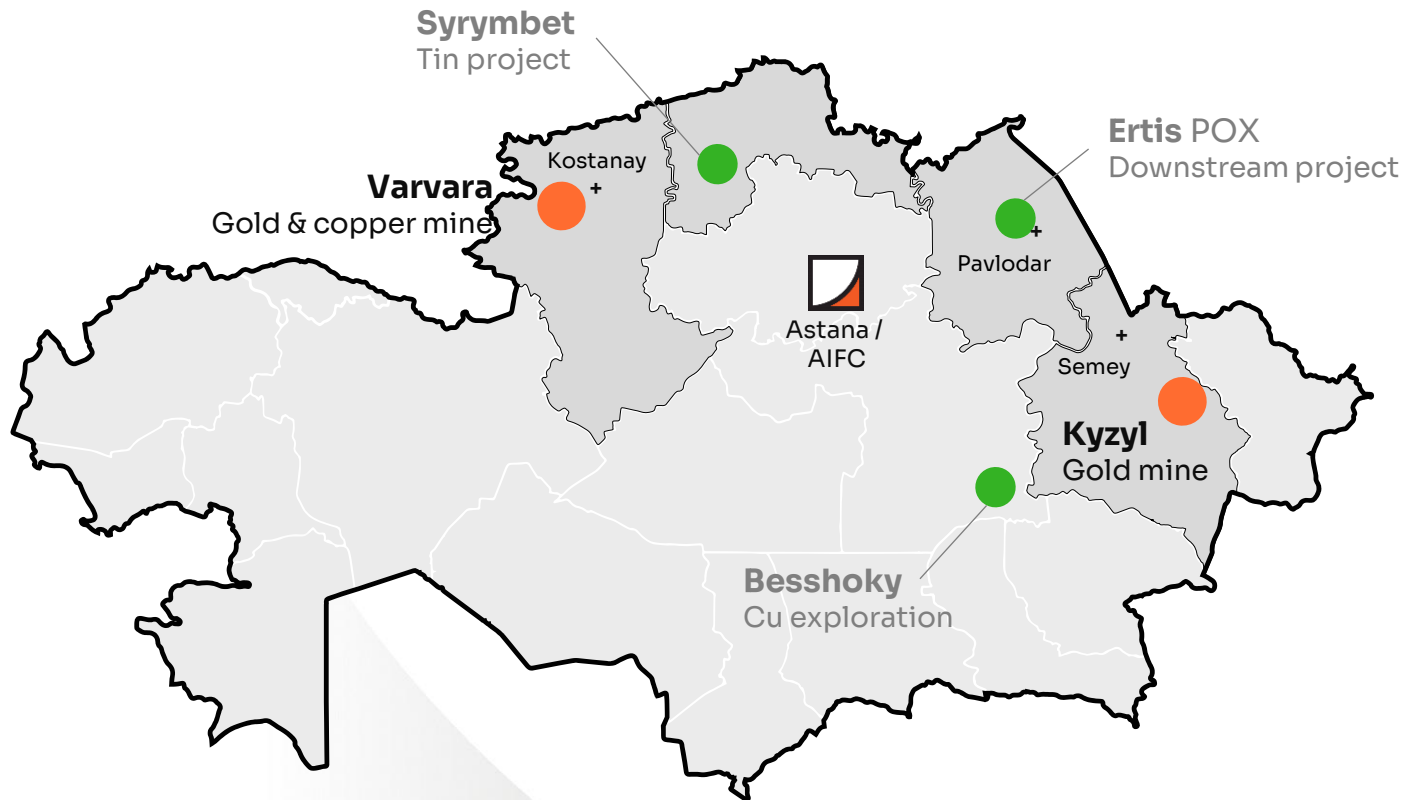 Syrymbet
Tin project
Ertis POX
Downstream project
Kostanay
Varvara
Gold & copper mine
Pavlodar
Astana /
AIFC
Semey
Kyzyl
Gold mine
Besshoky
Cu exploration